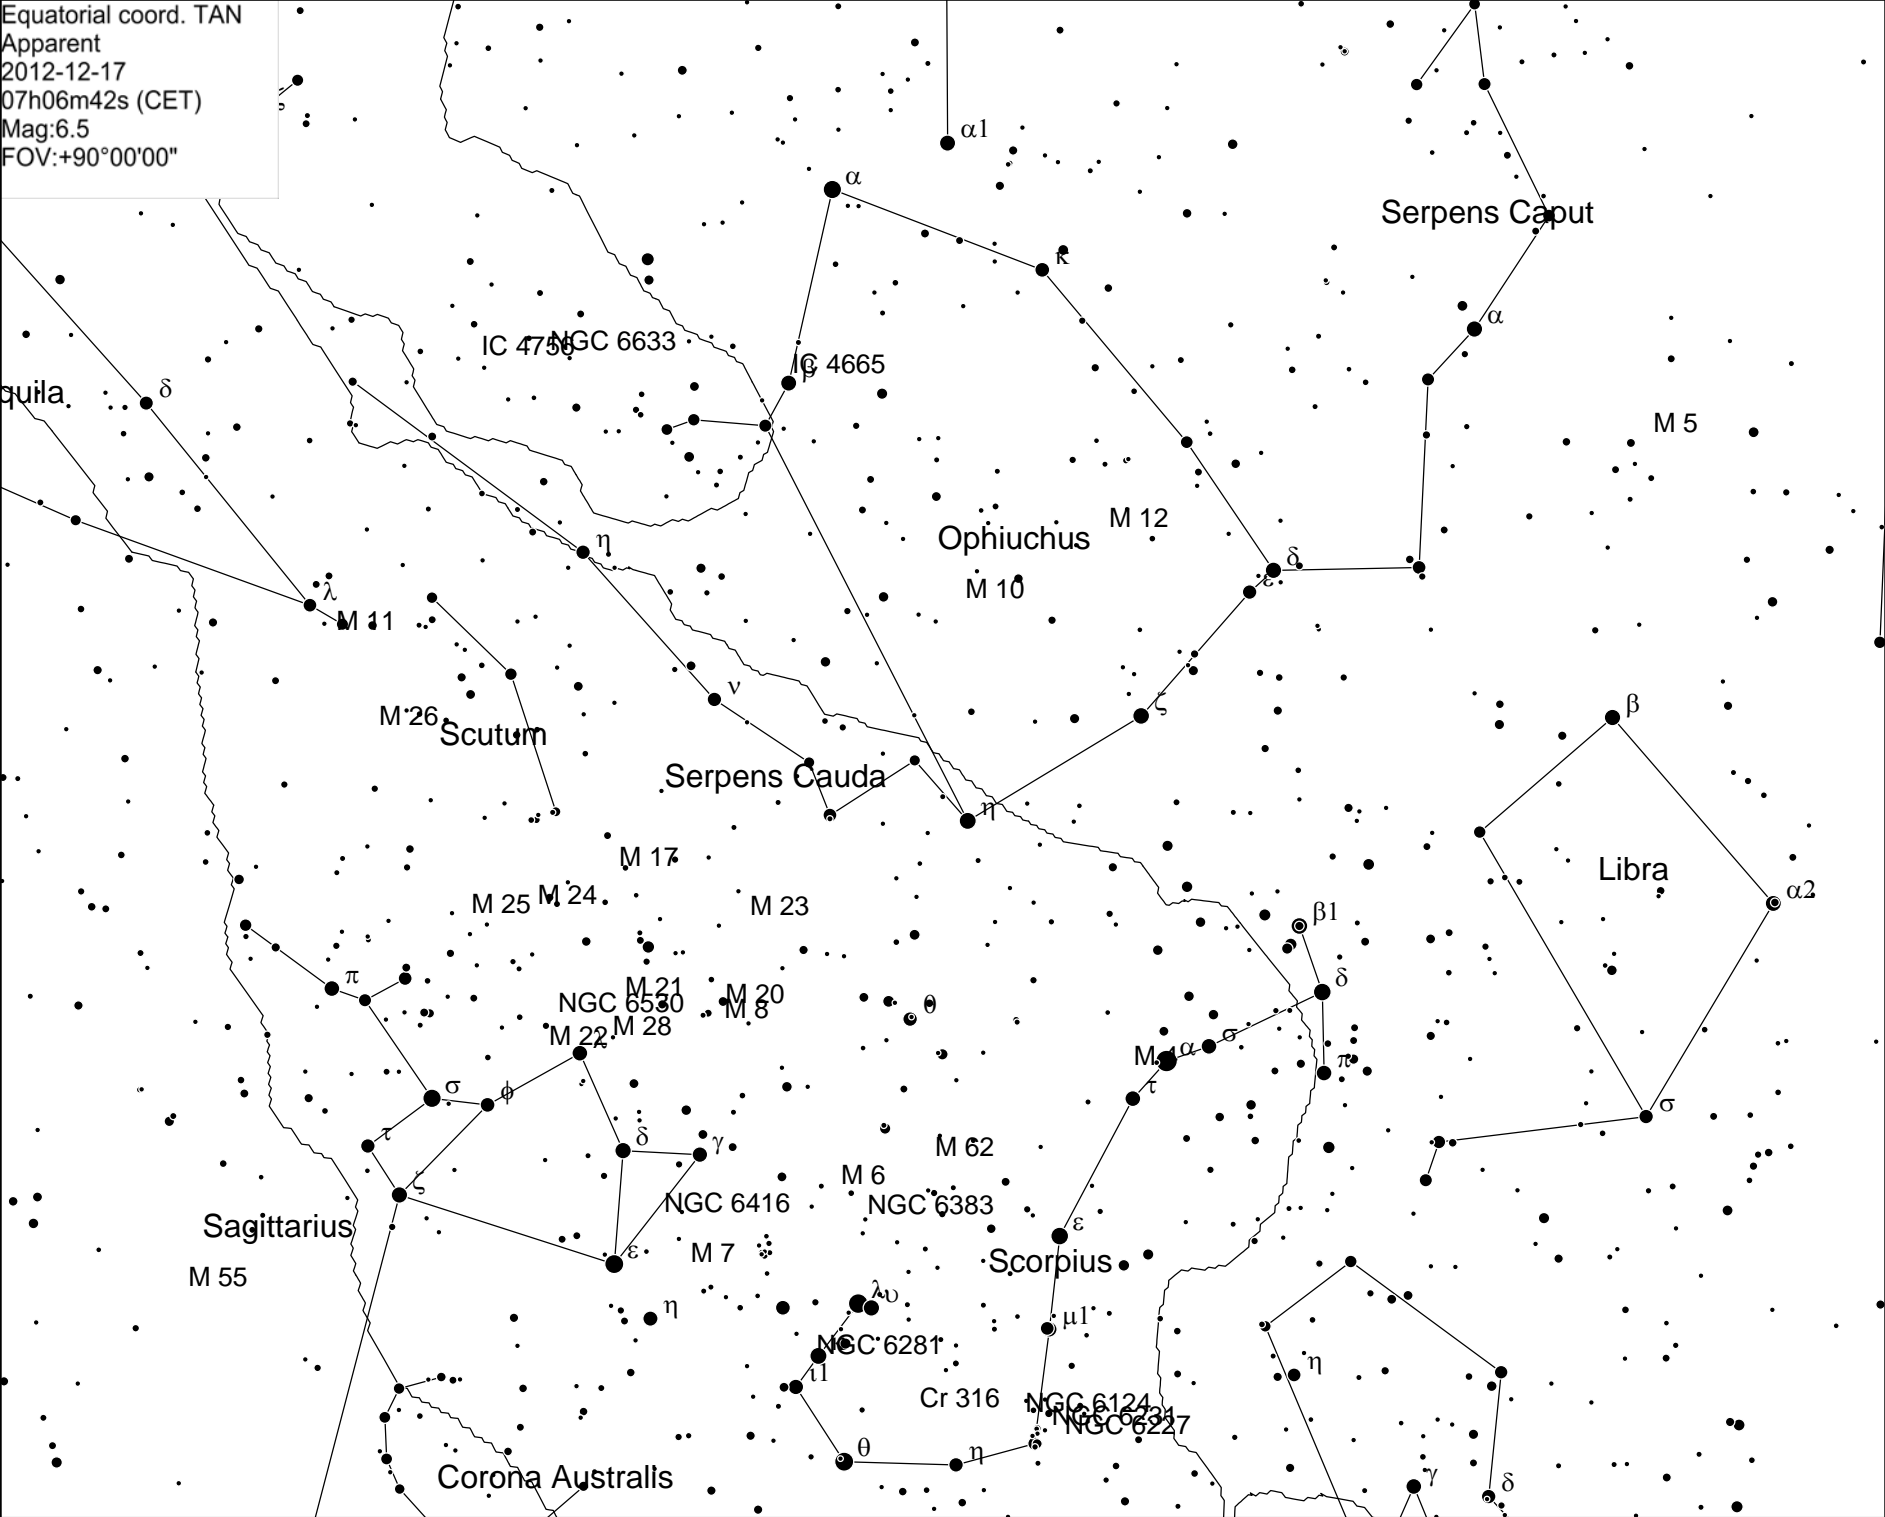 Equatorial coord. TAN
Apparent
2012-12-17
07h06m42s (CET)
Mag:6.5
FOV:+90°00'00"
α1
α
Serpens Caput
κ
α
IC 4756
NGC 6633
IC 4665
β
quila
δ
M 5
M 12
Ophiuchus
η
δ
ε
M 10
λ
M 11
ν
ζ
β
M 26
Scutum
Serpens Cauda
η
M 17
Libra
M 25
M 24
M 23
α2
β1
π
δ
M 21
M 20
NGC 6530
M 8
θ
M 28
M 22
λ
σ
M 4
α
π
σ
φ
τ
σ
τ
δ
γ
M 62
ζ
M 6
NGC 6416
NGC 6383
Sagittarius
ε
M 7
ε
Scorpius
M 55
λ
υ
η
μ1
NGC 6281
ι1
η
Cr 316
NGC 6124
NGC 6231
NGC 6227
θ
η
Corona Australis
γ
δ